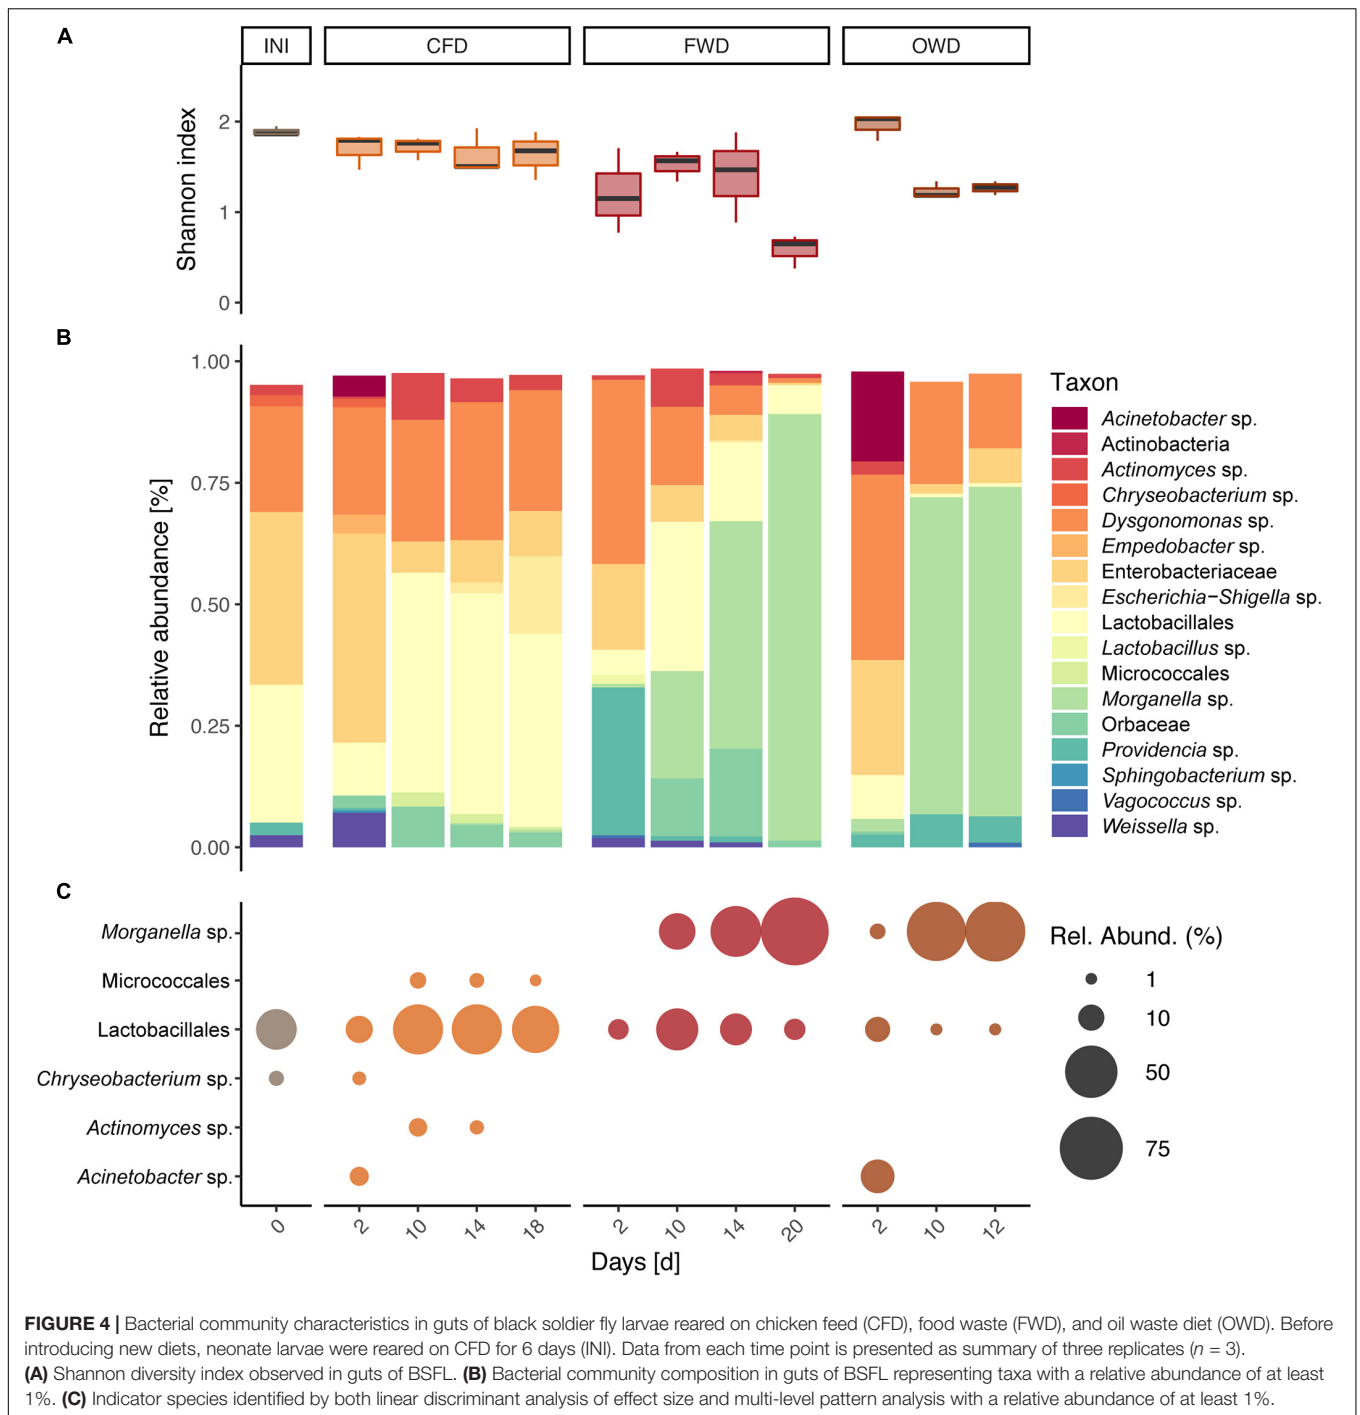 A
INI CFD FWD OWD
Shannon index
2
1
0
B
Relative abundance [%]
1.00
0.75
0.50
0.25
0.00
Taxon
Acinetobacter sp.
Actinobacteria
Actinomyces sp.
Chryseobacterium sp.
Dysgonomonas sp.
Empedobacter sp.
Enterobacteriaceae
Escherichia−Shigella sp.
Lactobacillales
Lactobacillus sp.
Micrococcales
Morganella sp.
Orbaceae
Providencia sp.
Sphingobacterium sp.
Vagococcus sp.
Weissella sp.
C
Morganella sp.
Micrococcales
Lactobacillales
Chryseobacterium sp.
Actinomyces sp.
Acinetobacter sp.
Rel. Abund. (%)
1
10
50
75
0 2 10 14 18 2 10 14 20 2 10 12
Days [d]
FIGURE 4 | Bacterial community characteristics in guts of black soldier fly larvae reared on chicken feed (CFD), food waste (FWD), and oil waste diet (OWD). Before
introducing new diets, neonate larvae were reared on CFD for 6 days (INI). Data from each time point is presented as summary of three replicates (n = 3).
(A) Shannon diversity index observed in guts of BSFL. (B) Bacterial community composition in guts of BSFL representing taxa with a relative abundance of at least
1%. (C) Indicator species identified by both linear discriminant analysis of effect size and multi-level pattern analysis with a relative abundance of at least 1%.